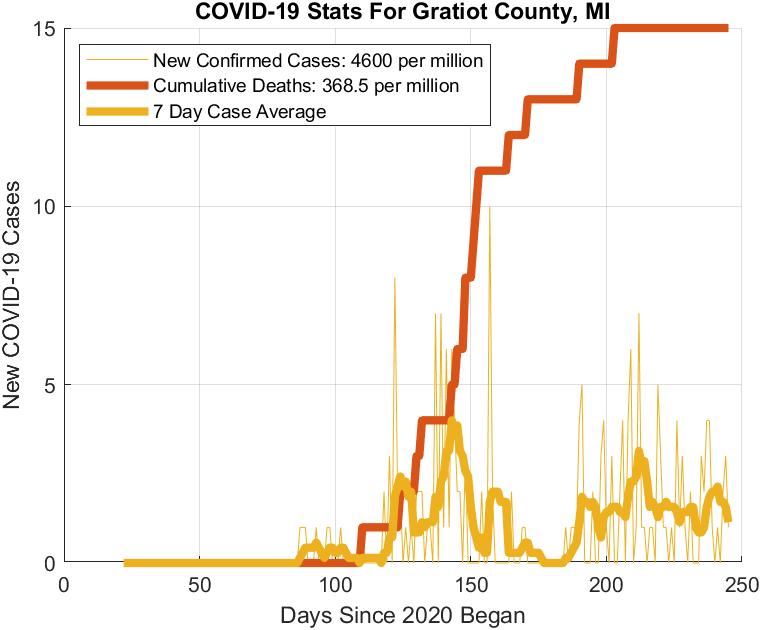 COVID-19 Stats For Gratiot County, MI
New Confirmed Cases: 4600 per million
Cumulative Deaths: 368.5 per million
7 Day Case Average
New COVID-19 Cases
15
10
5
0
0 50 100 150 200 250
Days Since 2020 Began